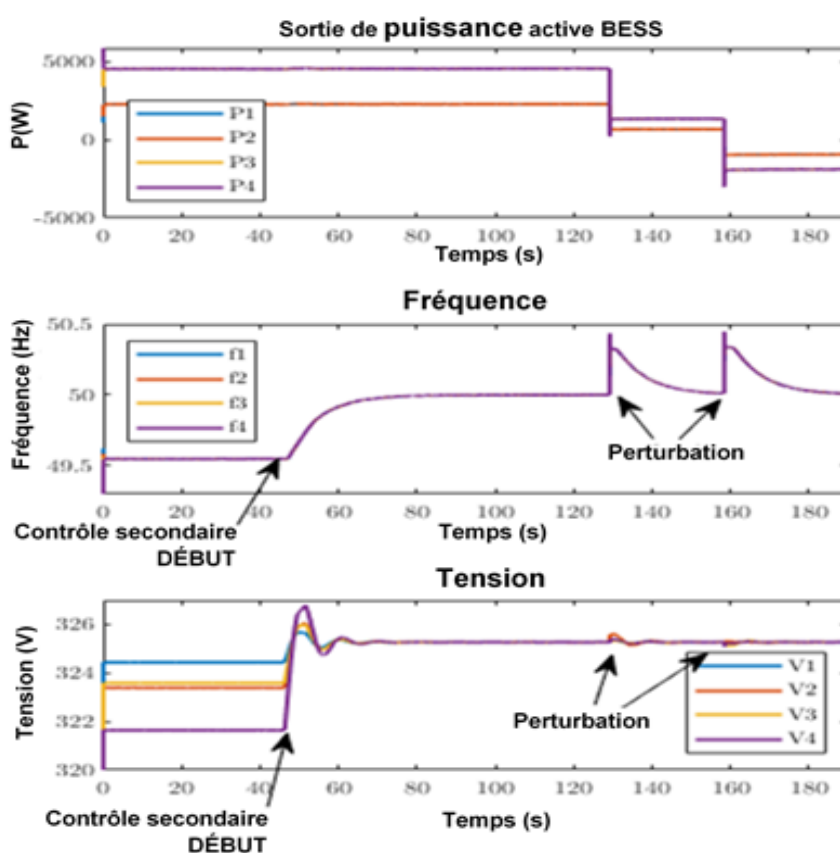 Sortie de puissance active BESS
P(W)
5000
0
-5000
P1
P2
P3
P4
0 20 40 60 80 100 120 140 160 180
Temps (s)
Fréquence
Fréquence (Hz)
50.5
50
49.5
f1
f2
f3
f4
Perturbation
0 20 40 60 80 100 120 140 160 180
Contrôle secondaire
DÉBUT
Temps (s)
Tension
Tension (V)
326
324
322
320
V1
V2
V3
V4
Perturbation
0 20 40 60 80 100 120 140 160 180
Contrôle secondaire
DÉBUT
Temps (s)